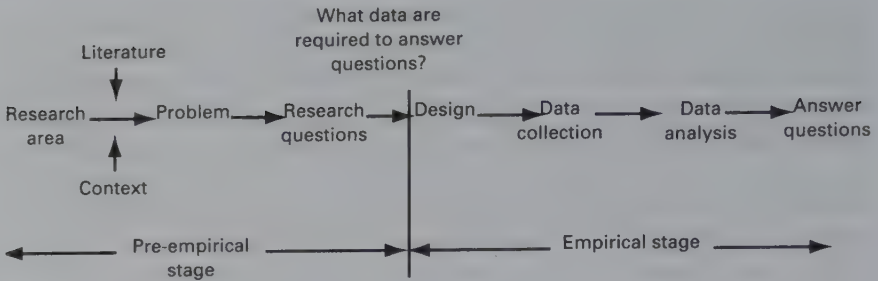 What data are
required to answer
questions?
Literature
Research
area
Problem
Research
questions
Design
Data
collection
Data
analysis
Answer
questions
Context
Pre-empirical
stage
Empirical stage